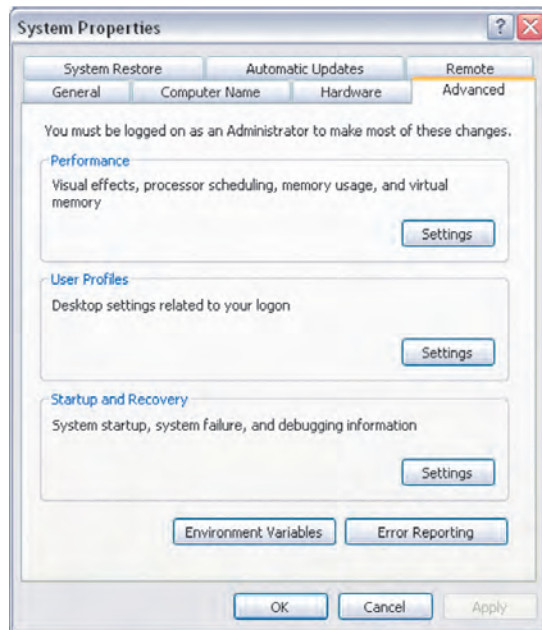 System Properties
System Restore Automatic Updates Remote
General Computer Name Hardware Advanced
You must be logged on as an Administrator to make most of these changes.
Performance
Visual effects, processor scheduling, memory usage, and virtual
memory
Settings
User Profiles
Desktop settings related to your logon
Settings
Startup and Recovery
System startup, system failure, and debugging information
Settings
Environment Variables Error Reporting
OK Cancel Apply